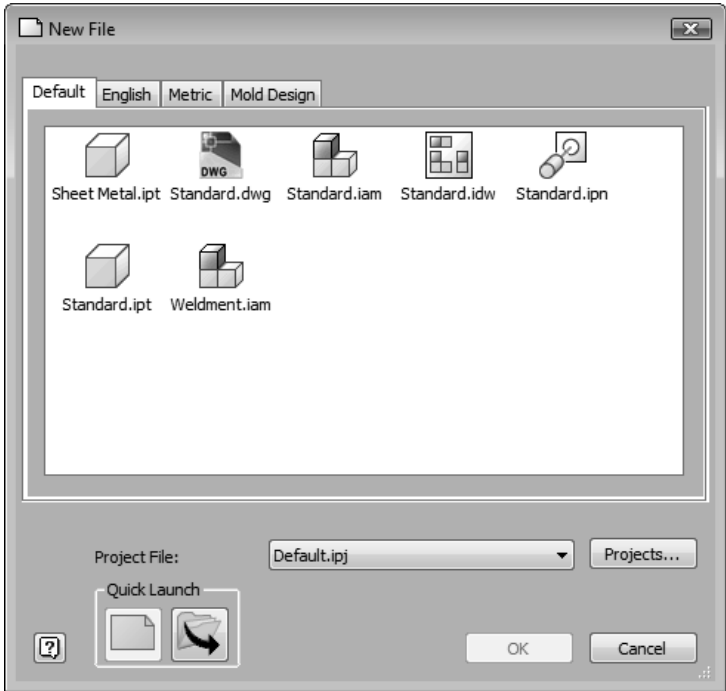 New File
Default English Metric Mold Design
DWG
Sheet Metal.ipt Standard.dwg Standard.iam Standard.idw Standard.ipn
Standard.ipt Weldment.iam
Project File: Default.ipj Projects...
Quick Launch
? OK Cancel